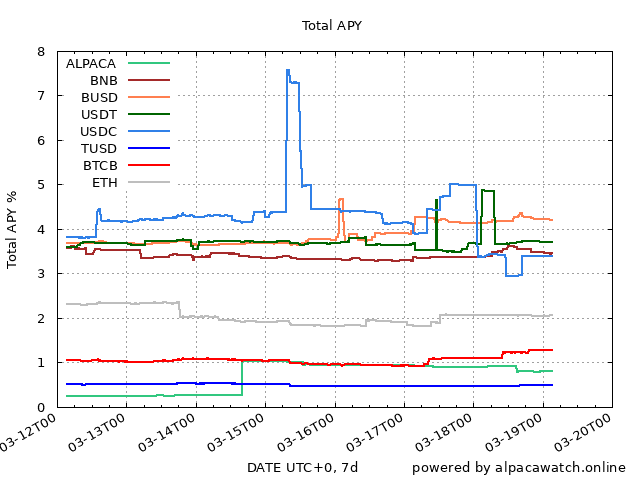 Total APY
Total APY %
8
7
6
5
4
3
2
1
0
ALPACA
BNB
BUSD
USDT
USDC
TUSD
BTCB
ETH
03-12T00
03-13T00
03-14T00
03-15T00
03-16T00
03-17T00
03-18T00
03-19T00
03-20T00
DATE UTC+0, 7d
powered by alpacawatch.online